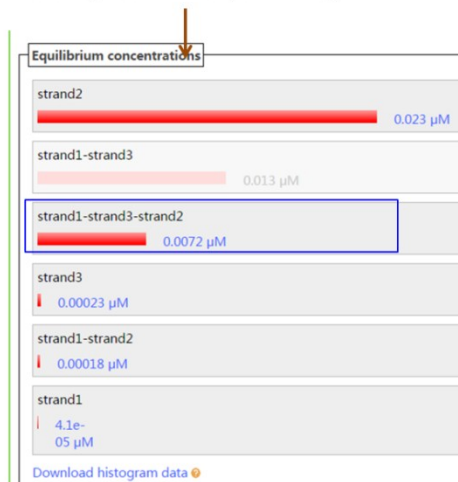 Equilibrium concentrations
strand2
0.023 μM
strand1-strand3
0.013 μM
strand1-strand3-strand2
0.0072 μM
strand3
0.00023 μM
strand1-strand2
0.00018 μM
strand1
4.1e-
05 μM
Download histogram data ?